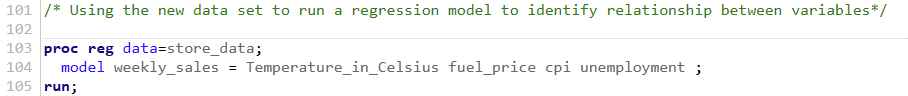 101 /* Using the new data set to run a regression model to identify relationship between variables*/
102
103 proc reg data=store_data;
104   model weekly_sales = Temperature_in_Celsius fuel_price cpi unemployment ;
105 run;